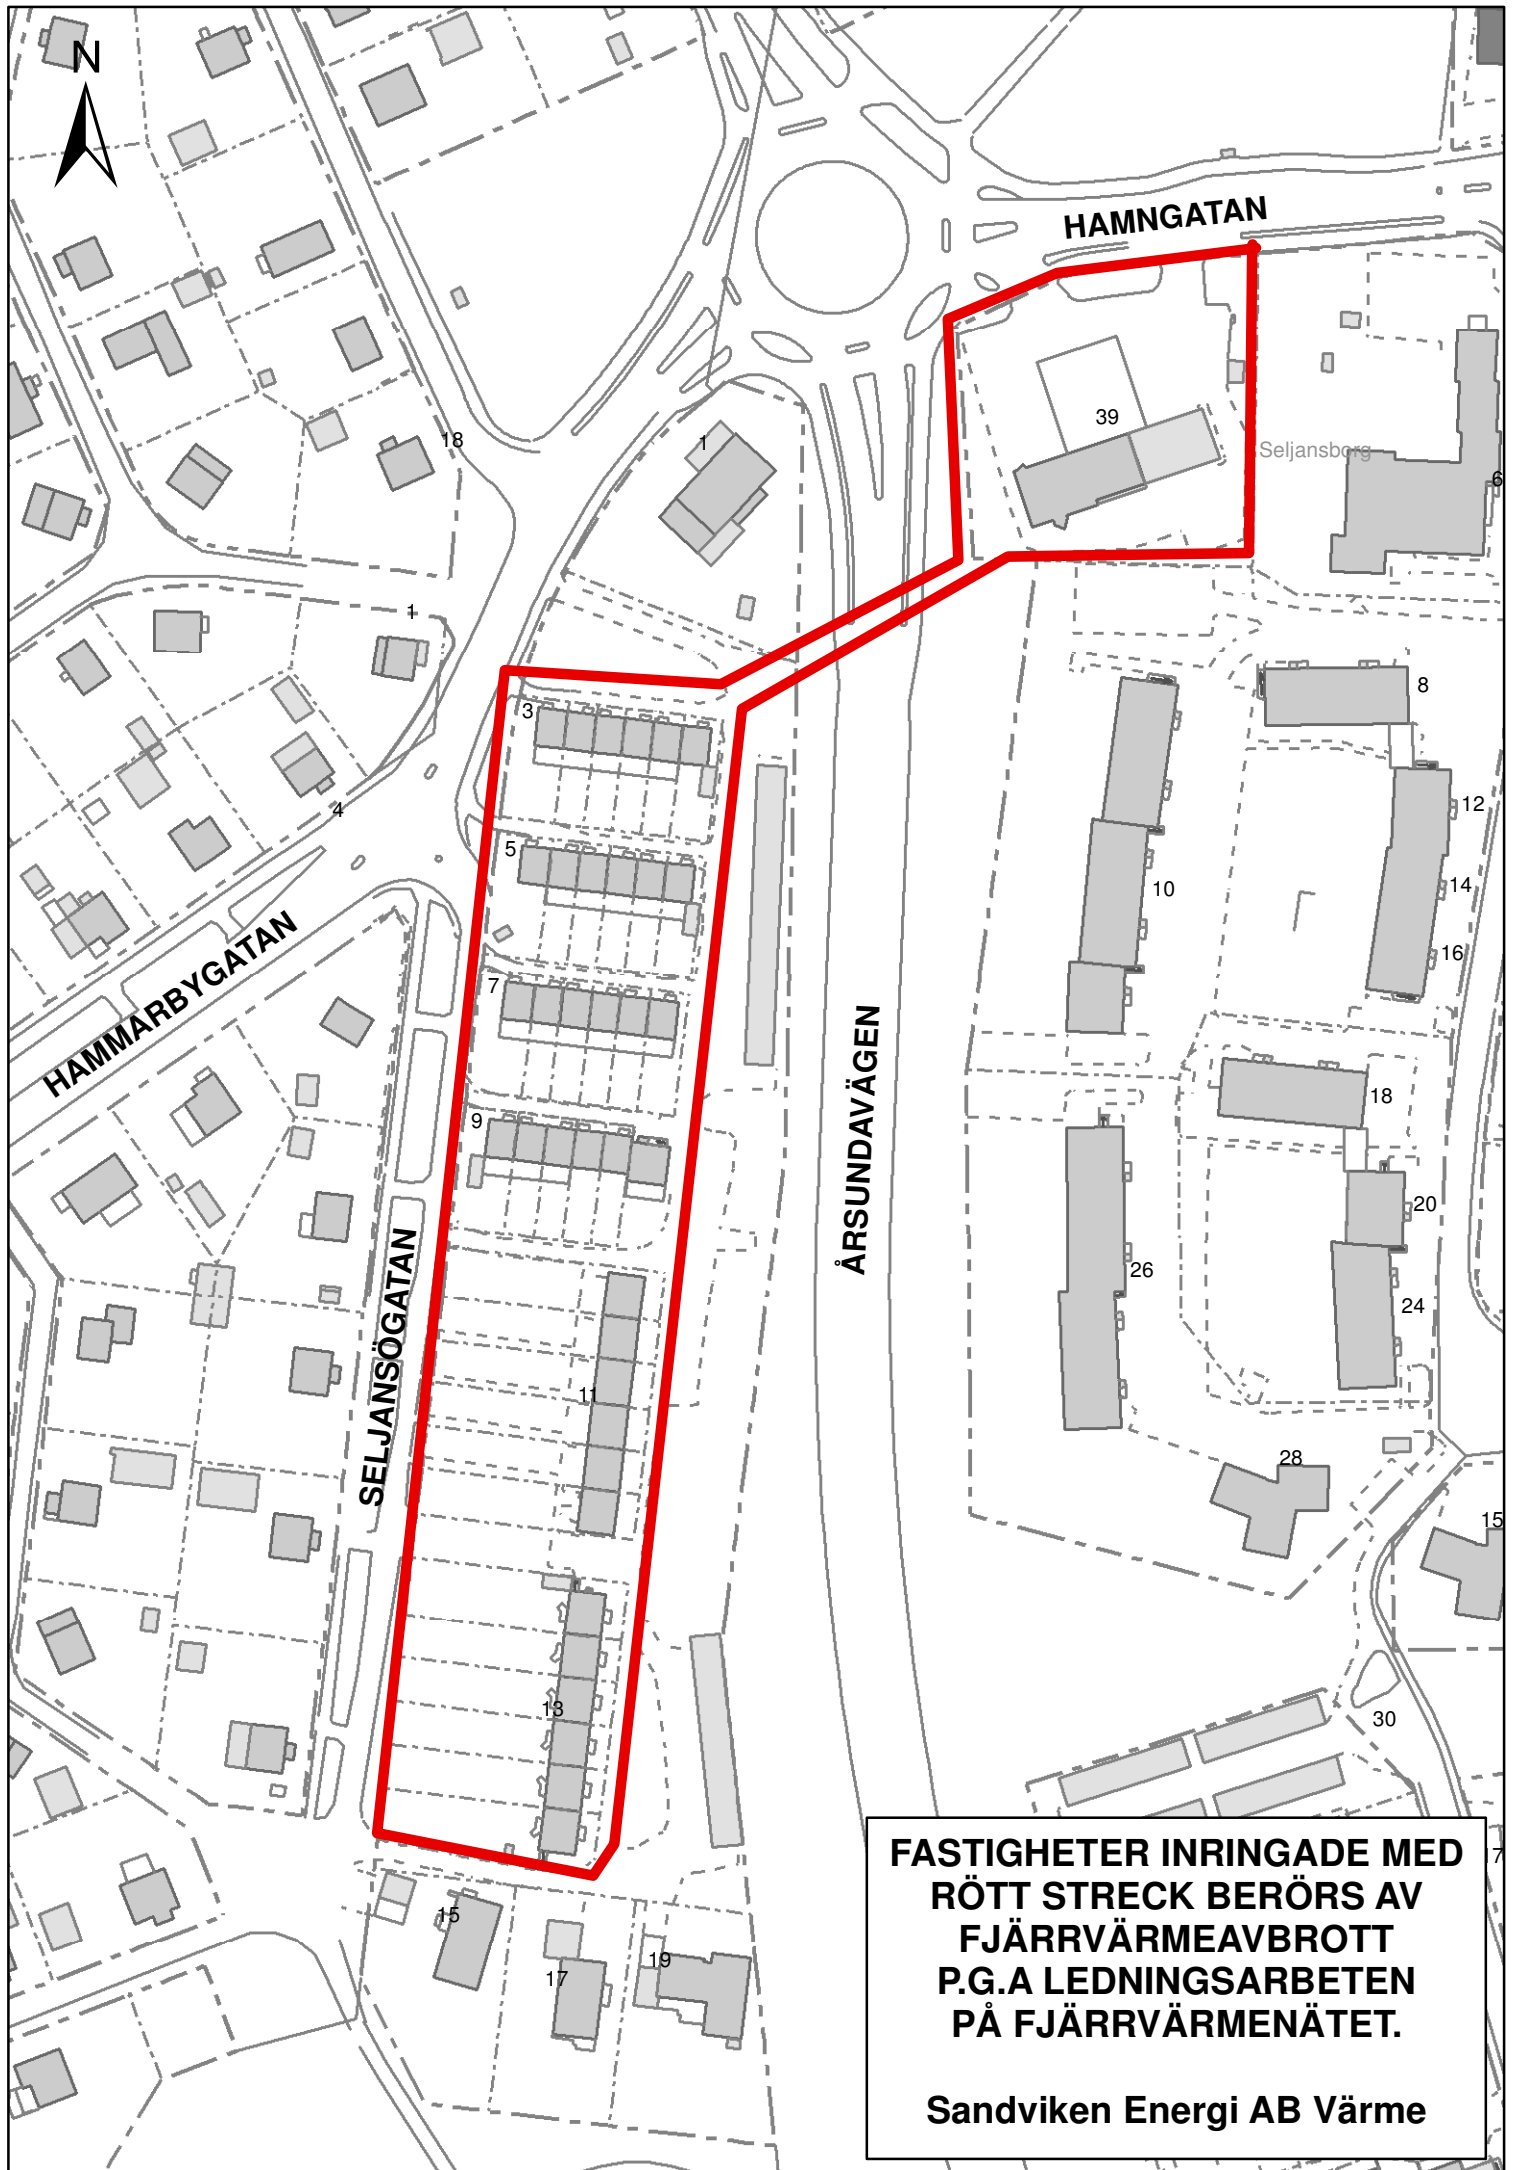 N
HAMNGATAN
39
Seljansborg
6
18
1
1
3
8
4
5
12
10
14
16
HAMMARBYGATAN
7
ÅRSUNDAVÄGEN
18
9
20
26
24
SELJANSÖGATAN
11
28
15
13
30
FASTIGHETER INRINGADE MED
RÖTT STRECK BERÖRS AV
FJÄRRVÄRMEAVBROTT
P.G.A LEDNINGSARBETEN
PÅ FJÄRRVÄRMENÄTET.
Sandviken Energi AB Värme
17
15
17
19